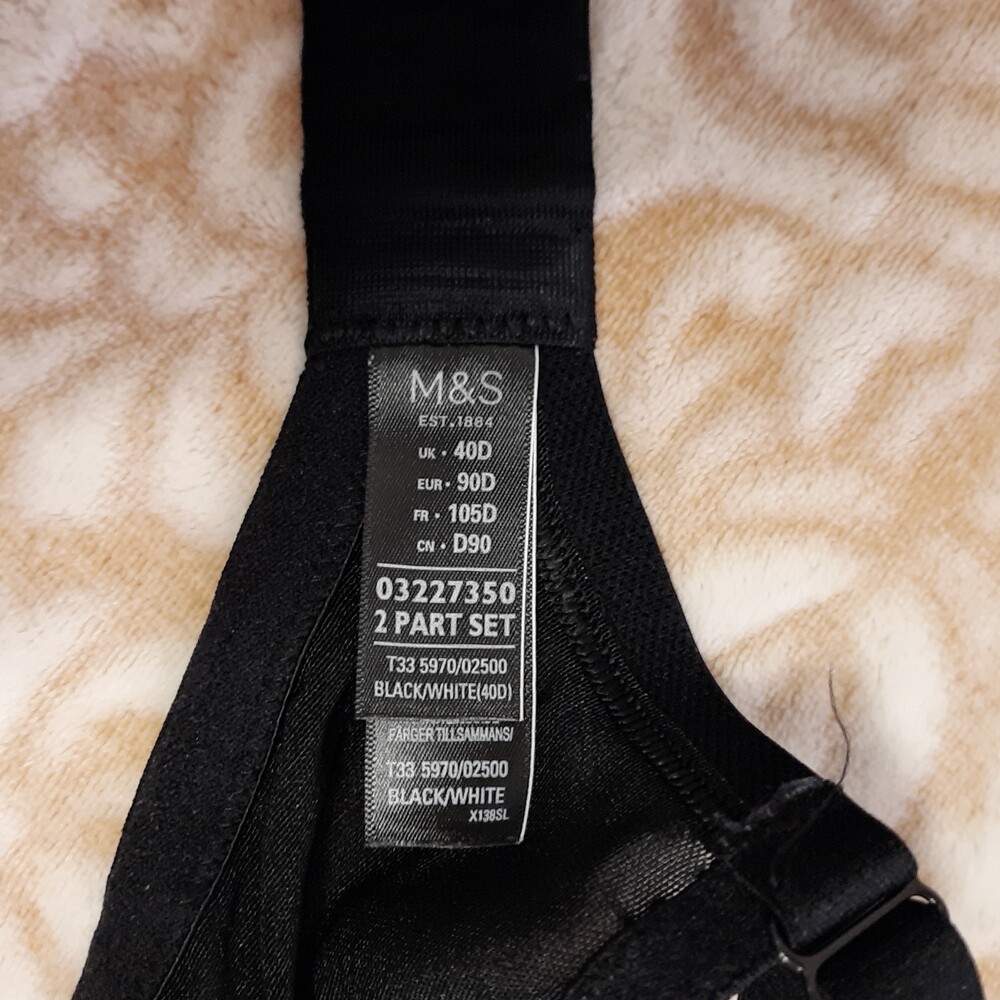 M&S
EST.1884
UK • 40D
EUR • 90D
FR • 105D
CN • D90
03227350
2 PART SET
T33 5970/02500
BLACK/WHITE(40D)
FÄRGER TILLSAMMANS/
T33 5970/02500
BLACK/WHITE
X138SL